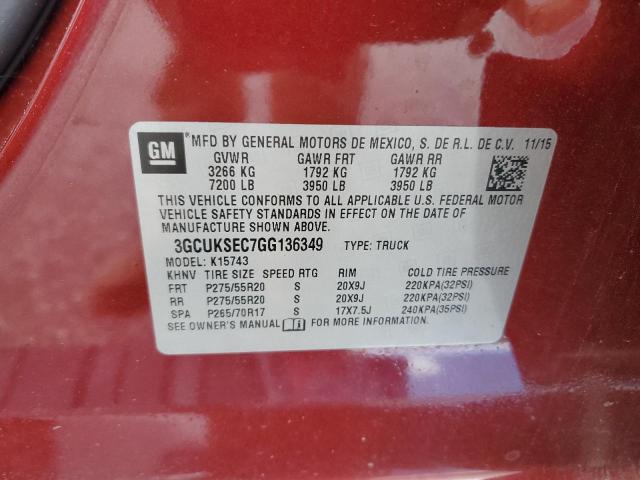 GM
MFD BY GENERAL MOTORS DE MEXICO, S. DE R.L. DE C.V. 11/15
GVWR GAWR FRT GAWR RR
3266 KG 1792 KG 1792 KG
7200 LB 3950 LB 3950 LB
THIS VEHICLE CONFORMS TO ALL APPLICABLE U.S. FEDERAL MOTOR
VEHICLE SAFETY STANDARDS IN EFFECT ON THE DATE OF
MANUFACTURE SHOWN ABOVE.
3GCUKSEC7GG136349 TYPE: TRUCK
MODEL: K15743
KHNV TIRE SIZE SPEED RTG RIM COLD TIRE PRESSURE
FRT P275/55R20 S 20X9J 220KPA(32PSI)
RR P275/55R20 S 20X9J 220KPA(32PSI)
SPA P265/70R17 S 17X7.5J 240KPA(35PSI)
SEE OWNER'S MANUAL FOR MORE INFORMATION.